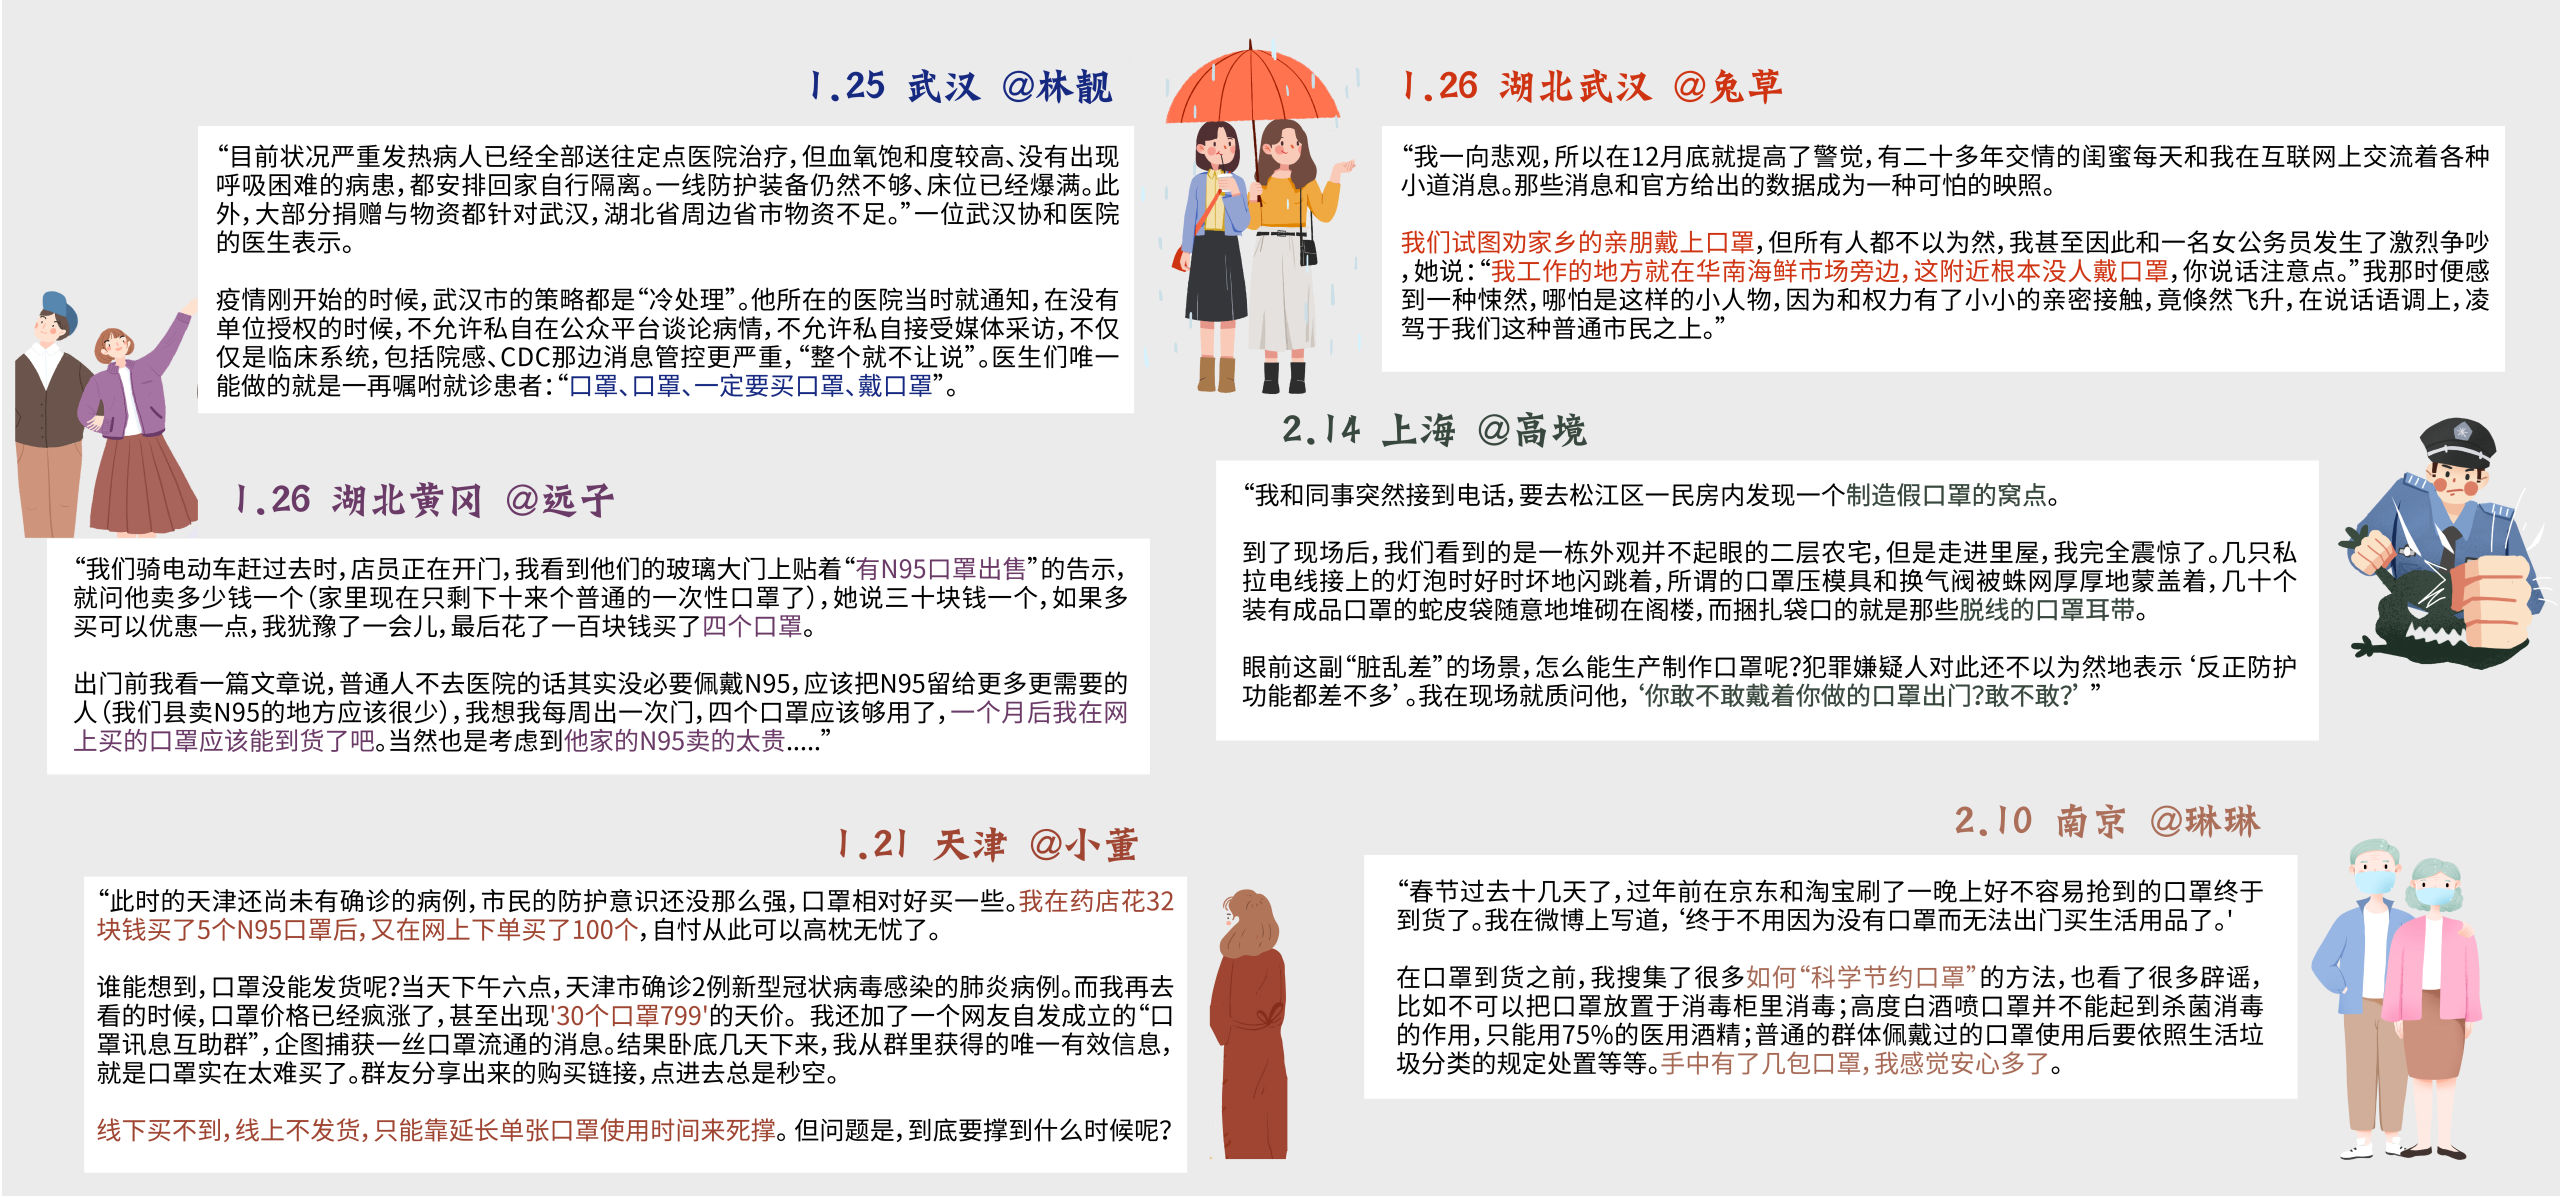 1.25 武汉 @林靓
“目前状况严重发热病人已经全部送往定点医院治疗，但血氧饱和度较高、没有出现
呼吸困难的病患，都安排回家自行隔离。一线防护装备仍然不够、床位已经爆满。此
外，大部分捐赠与物资都针对武汉，湖北省周边省市物资不足。”一位武汉协和医院
的医生表示。
疫情刚开始的时候，武汉市的策略都是“冷处理”。他所在的医院当时就通知，在没有
单位授权的时候，不允许私自在公众平台谈论病情，不允许私自接受媒体采访，不仅
仅是临床系统，包括院感、CDC那边消息管控更严重，“整个就不让说”。医生们唯一
能做的就是一再嘱咐就诊患者：“口罩、口罩、一定要买口罩、戴口罩”。
1.26 湖北武汉 @兔草
“我一向悲观，所以在12月底就提高了警觉，有二十多年交情的闺蜜每天和我在互联网上交流着各种
小道消息。那些消息和官方给出的数据成为一种可怕的映照。
我们试图劝家乡的亲朋戴上口罩，但所有人都不以为然，我甚至因此和一名女公务员发生了激烈争吵
，她说：“我工作的地方就在华南海鲜市场旁边，这附近根本没人戴口罩，你说话注意点。”我那时便感
到一种悚然，哪怕是这样的小人物，因为和权力有了小小的亲密接触，竟倏然飞升，在说话语调上，凌
驾于我们这种普通市民之上。”
1.26 湖北黄冈 @远子
“我们骑电动车赶过去时，店员正在开门，我看到他们的玻璃大门上贴着“有N95口罩出售”的告示，
就问他卖多少钱一个（家里现在只剩下十来个普通的一次性口罩了），她说三十块钱一个，如果多
买可以优惠一点，我犹豫了一会儿，最后花了一百块钱买了四个口罩。
出门前我看一篇文章说，普通人不去医院的话其实没必要佩戴N95，应该把N95留给更多更需要的
人（我们县卖N95的地方应该很少），我想我每周出一次门，四个口罩应该够用了，一个月后我在网
上买的口罩应该能到货了吧。当然也是考虑到他家的N95卖的太贵.....”
2.14 上海 @高境
“我和同事突然接到电话，要去松江区一民房内发现一个制造假口罩的窝点。
到了现场后，我们看到的是一栋外观并不起眼的二层农宅，但是走进里屋，我完全震惊了。几只私
拉电线接上的灯泡时好时坏地闪跳着，所谓的口罩压模具和换气阀被蛛网厚厚地蒙盖着，几十个
装有成品口罩的蛇皮袋随意地堆砌在阁楼，而捆扎袋口的就是那些脱线的口罩耳带。
眼前这副“脏乱差”的场景，怎么能生产制作口罩呢？犯罪嫌疑人对此还不以为然地表示 ‘反正防护
功能都差不多’ 。我在现场就质问他， ‘你敢不敢戴着你做的口罩出门？敢不敢？’ ”
1.21 天津 @小董
“此时的天津还尚未有确诊的病例，市民的防护意识还没那么强，口罩相对好买一些。我在药店花32
块钱买了5个N95口罩后，又在网上下单买了100个，自忖从此可以高枕无忧了。
谁能想到，口罩没能发货呢？当天下午六点，天津市确诊2例新型冠状病毒感染的肺炎病例。而我再去
看的时候，口罩价格已经疯涨了，甚至出现'30个口罩799'的天价。 我还加了一个网友自发成立的“口
罩讯息互助群”，企图捕获一丝口罩流通的消息。结果卧底几天下来，我从群里获得的唯一有效信息，
就是口罩实在太难买了。群友分享出来的购买链接，点进去总是秒空。
线下买不到，线上不发货，只能靠延长单张口罩使用时间来死撑。但问题是，到底要撑到什么时候呢？
2.10 南京 @琳琳
“春节过去十几天了，过年前在京东和淘宝刷了一晚上好不容易抢到的口罩终于
到货了。我在微博上写道， ‘终于不用因为没有口罩而无法出门买生活用品了。'
在口罩到货之前，我搜集了很多如何“科学节约口罩”的方法，也看了很多辟谣，
比如不可以把口罩放置于消毒柜里消毒；高度白酒喷口罩并不能起到杀菌消毒
的作用，只能用75%的医用酒精；普通的群体佩戴过的口罩使用后要依照生活垃
圾分类的规定处置等等。手中有了几包口罩，我感觉安心多了。